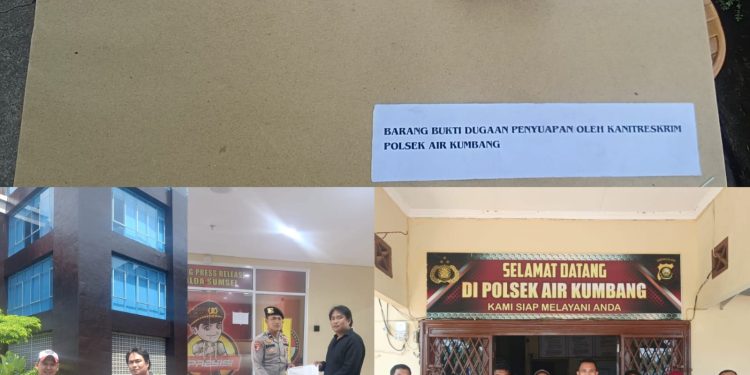 BARANG BUKTI DUGAAN PENYUAPAN OLEH KANITRESKRIM
POLSEK AIR KUMBANG
G PRESS RELEASE
LDA SUMSEL
SELAMAT DATANG
DI POLSEK AIR KUMBANG
KAMI SIAP MELAYANI ANDA